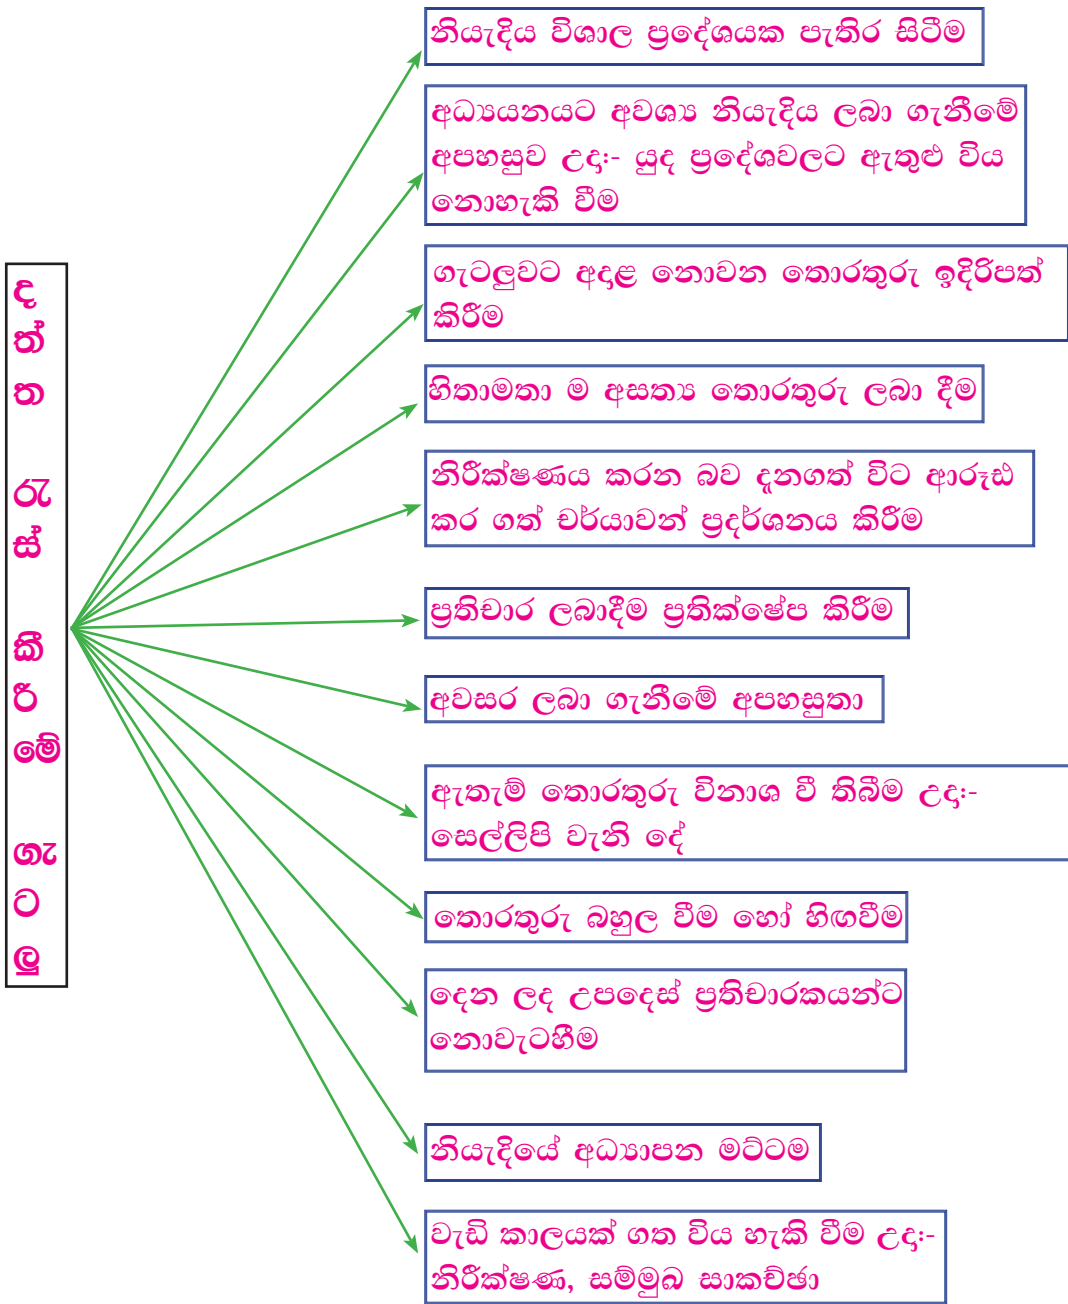 දත්ත රැස් කිරීමේ ගැටලු
නියැදිය විශාල ප්‍රදේශයක පැතිර සිටීම
අධ්‍යයනයට අවශ්‍ය නියැදිය ලබා ගැනීමේ
අපහසුව උදා:- යුද ප්‍රදේශවලට ඇතුළු විය
නොහැකි වීම
ගැටලුවට අදාළ නොවන තොරතුරු ඉදිරිපත්
කිරීම
හිතාමතා ම අසත්‍ය තොරතුරු ලබා දීම
නිරීක්ෂණය කරන බව දැනගත් විට ආරූඪ
කර ගත් චර්යාවන් ප්‍රදර්ශනය කිරීම
ප්‍රතිචාර ලබාදීම ප්‍රතික්ෂේප කිරීම
අවසර ලබා ගැනීමේ අපහසුතා
ඇතැම් තොරතුරු විනාශ වී තිබීම උදා:-
සෙල්ලිපි වැනි දේ
තොරතුරු බහුල වීම හෝ හිඟවීම
දෙන ලද උපදෙස් ප්‍රතිචාරකයන්ට
නොවැටහීම
නියැදියේ අධ්‍යාපන මට්ටම
වැඩි කාලයක් ගත විය හැකි වීම උදා:-
නිරීක්ෂණ, සම්මුඛ සාකච්ඡා